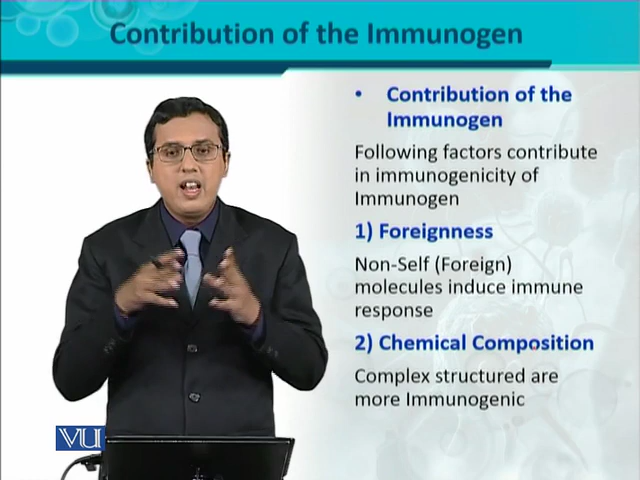 Contribution of the Immunogen
• Contribution of the
Immunogen
Following factors contribute
in immunogenicity of
Immunogen
1) Foreignness
Non-Self (Foreign)
molecules induce immune
response
2) Chemical Composition
Complex structured are
more Immunogenic
VU